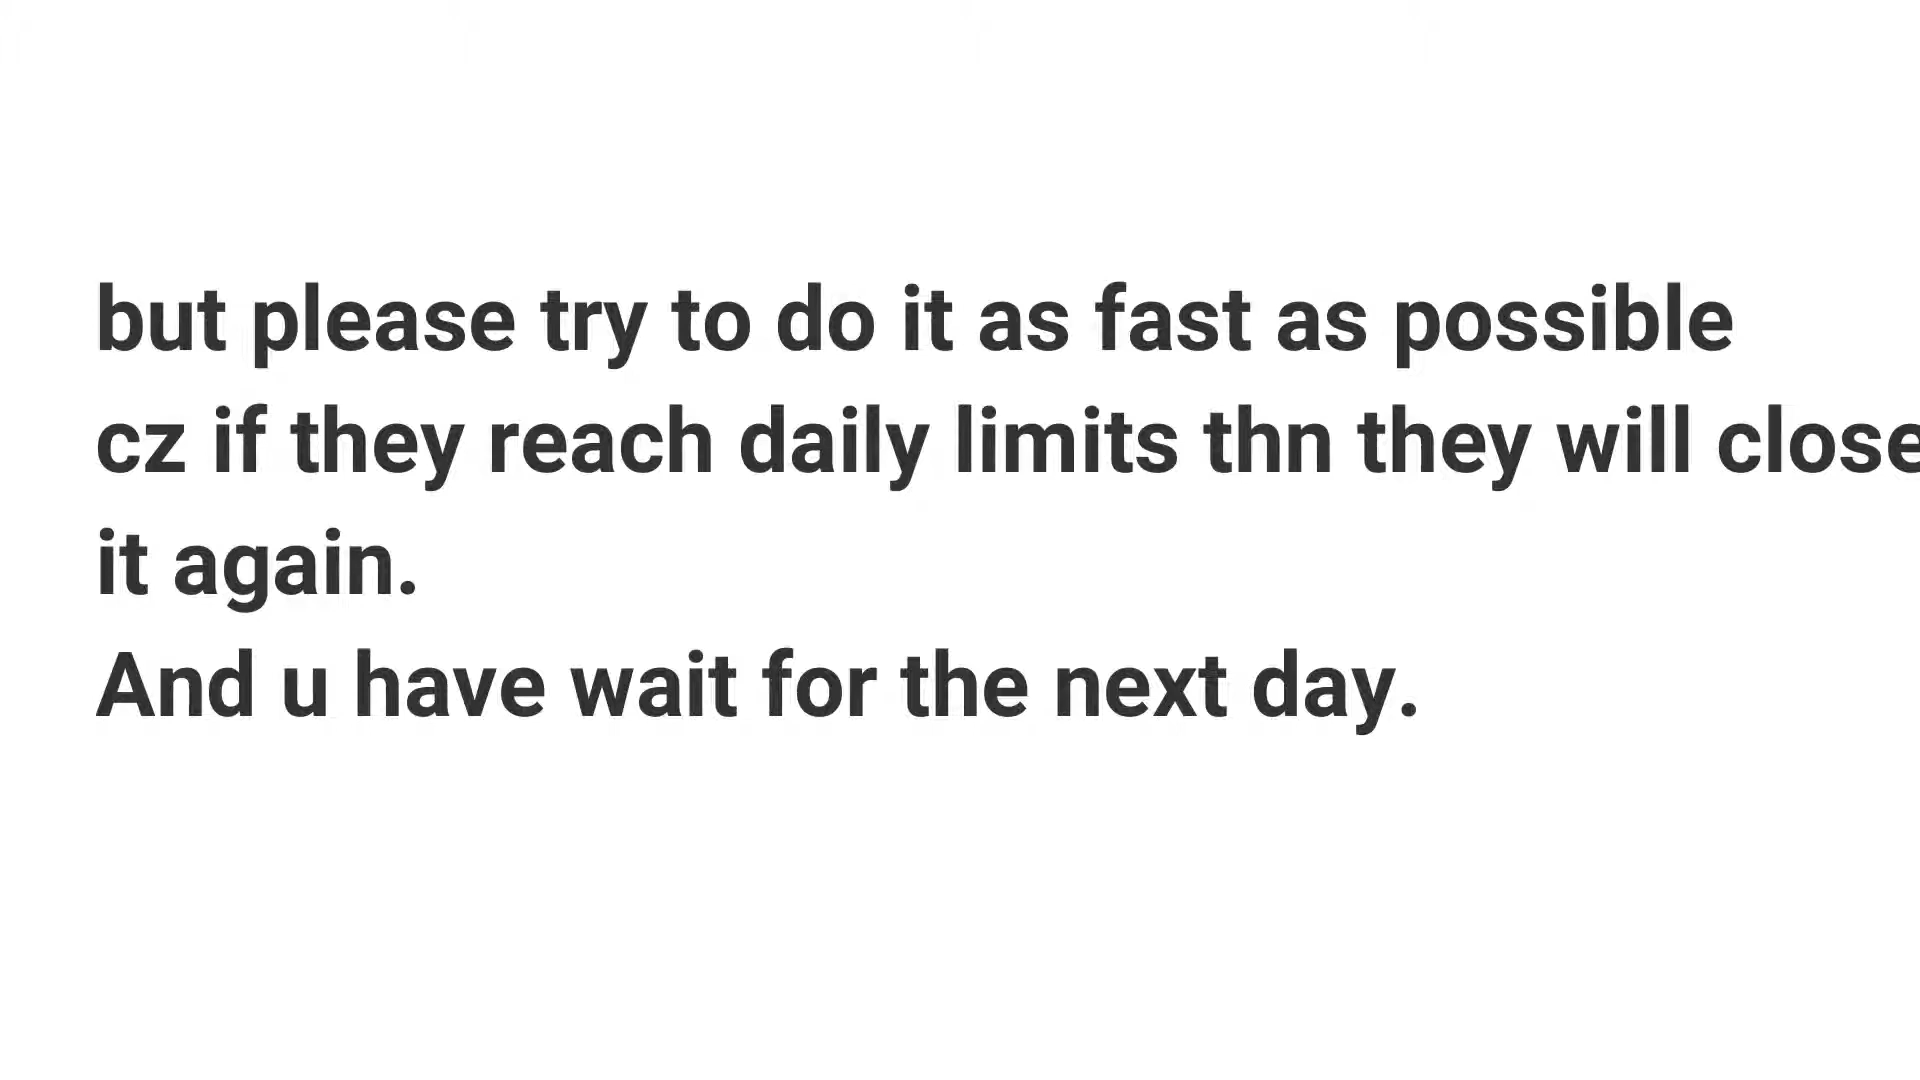 but please try to do it as fast as possible
cz if they reach daily limits thn they will close
it again.
And u have wait for the next day.